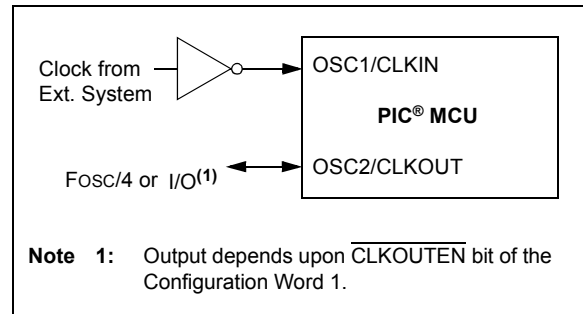 Clock from
Ext. System
OSC1/CLKIN
PIC® MCU
Fosc/4 or I/O(1)
OSC2/CLKOUT
Note 1: Output depends upon CLKOUTEN bit of the
Configuration Word 1.